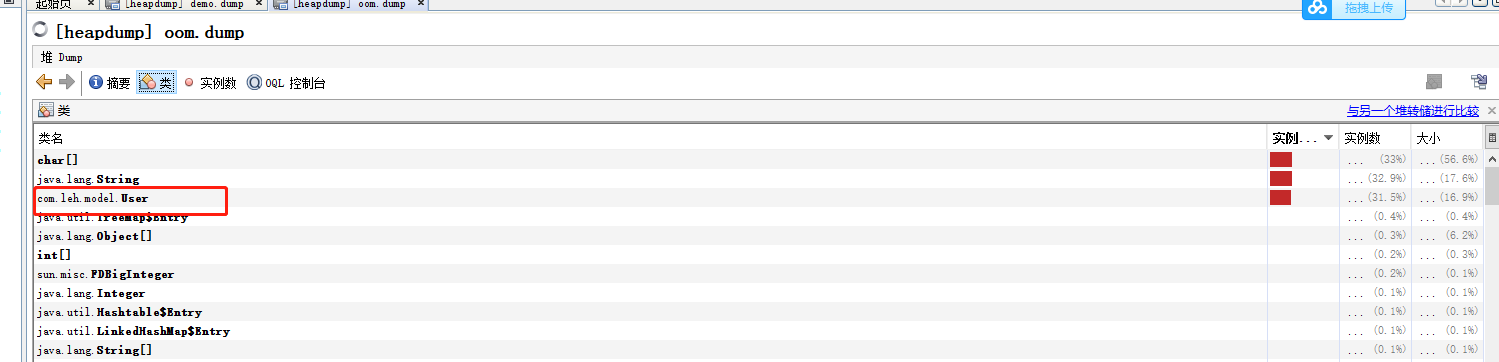 起始页 × [heapdump] demo.dump × [heapdump] oom.dump ×
拖拽上传
[heapdump] oom.dump
堆 Dump
摘要 类 实例数 OQL 控制台
类 与另一个堆转储进行比较 ×
类名 实例... 实例数 大小
char[] ... (33%) ...(56.6%)
java.lang.String ...(32.9%) ...(17.6%)
com.leh.model.User ...(31.5%) ...(16.9%)
java.util.TreeMap$Entry ... (0.4%) ... (0.4%)
java.lang.Object[] ... (0.3%) ... (6.2%)
int[] ... (0.2%) ... (0.3%)
sun.misc.FDBigInteger ... (0.2%) ... (0.1%)
java.lang.Integer ... (0.1%) ... (0.1%)
java.util.Hashtable$Entry ... (0.1%) ... (0.1%)
java.util.LinkedHashMap$Entry ... (0.1%) ... (0.1%)
java.lang.String[] ... (0.1%) ... (0.1%)